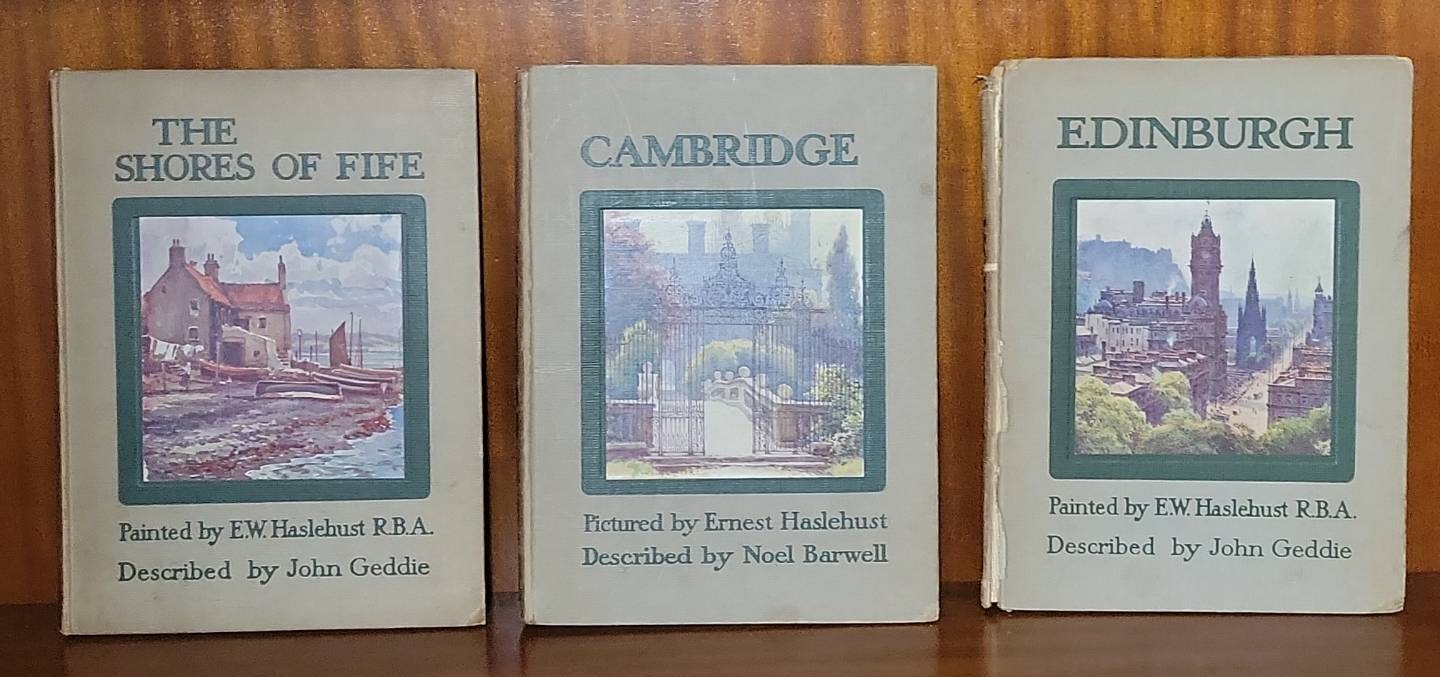 THE
SHORES OF FIFE
Painted by E.W. Haslehust R.B.A.
Described by John Geddie
CAMBRIDGE
Pictured by Ernest Haslehust
Described by Noel Barwell
EDINBURGH
Painted by E.W. Haslehust R.B.A.
Described by John Geddie